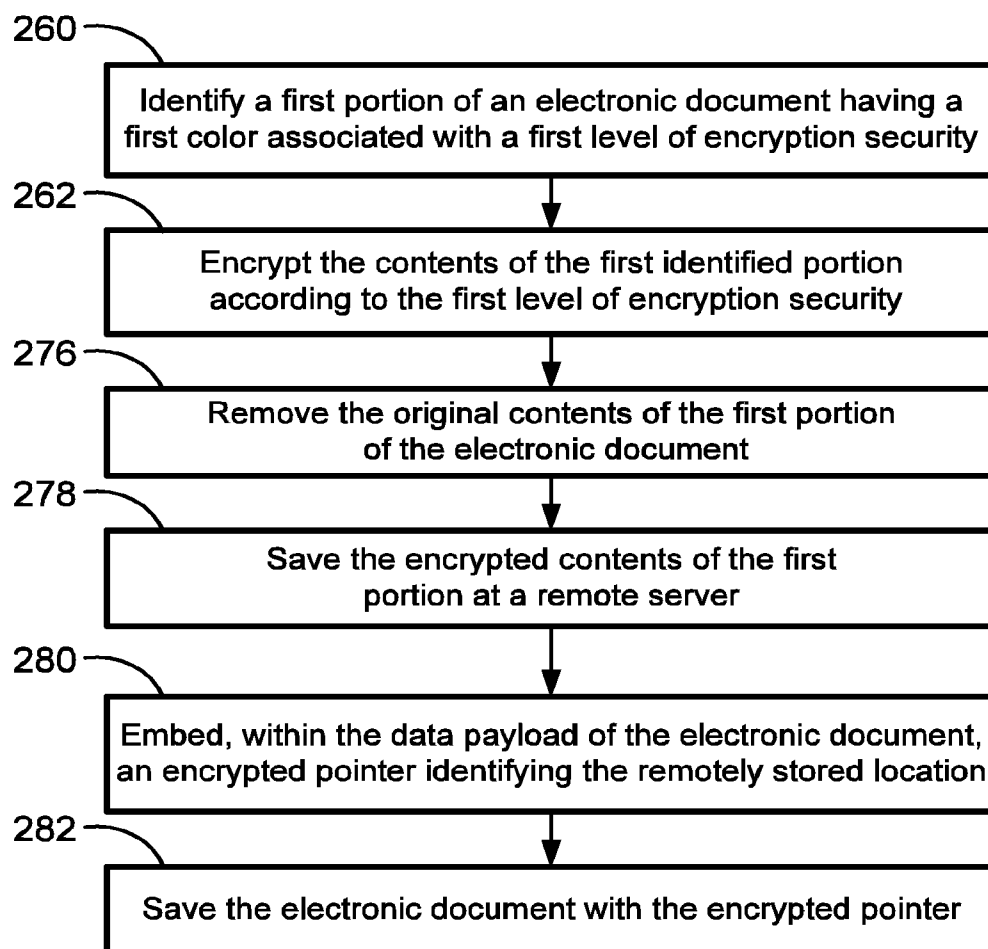 260
Identify a first portion of an electronic document having a
first color associated with a first level of encryption security
262
Encrypt the contents of the first identified portion
according to the first level of encryption security
276
Remove the original contents of the first portion
of the electronic document
278
Save the encrypted contents of the first
portion at a remote server
280
Embed, within the data payload of the electronic document,
an encrypted pointer identifying the remotely stored location
282
Save the electronic document with the encrypted pointer